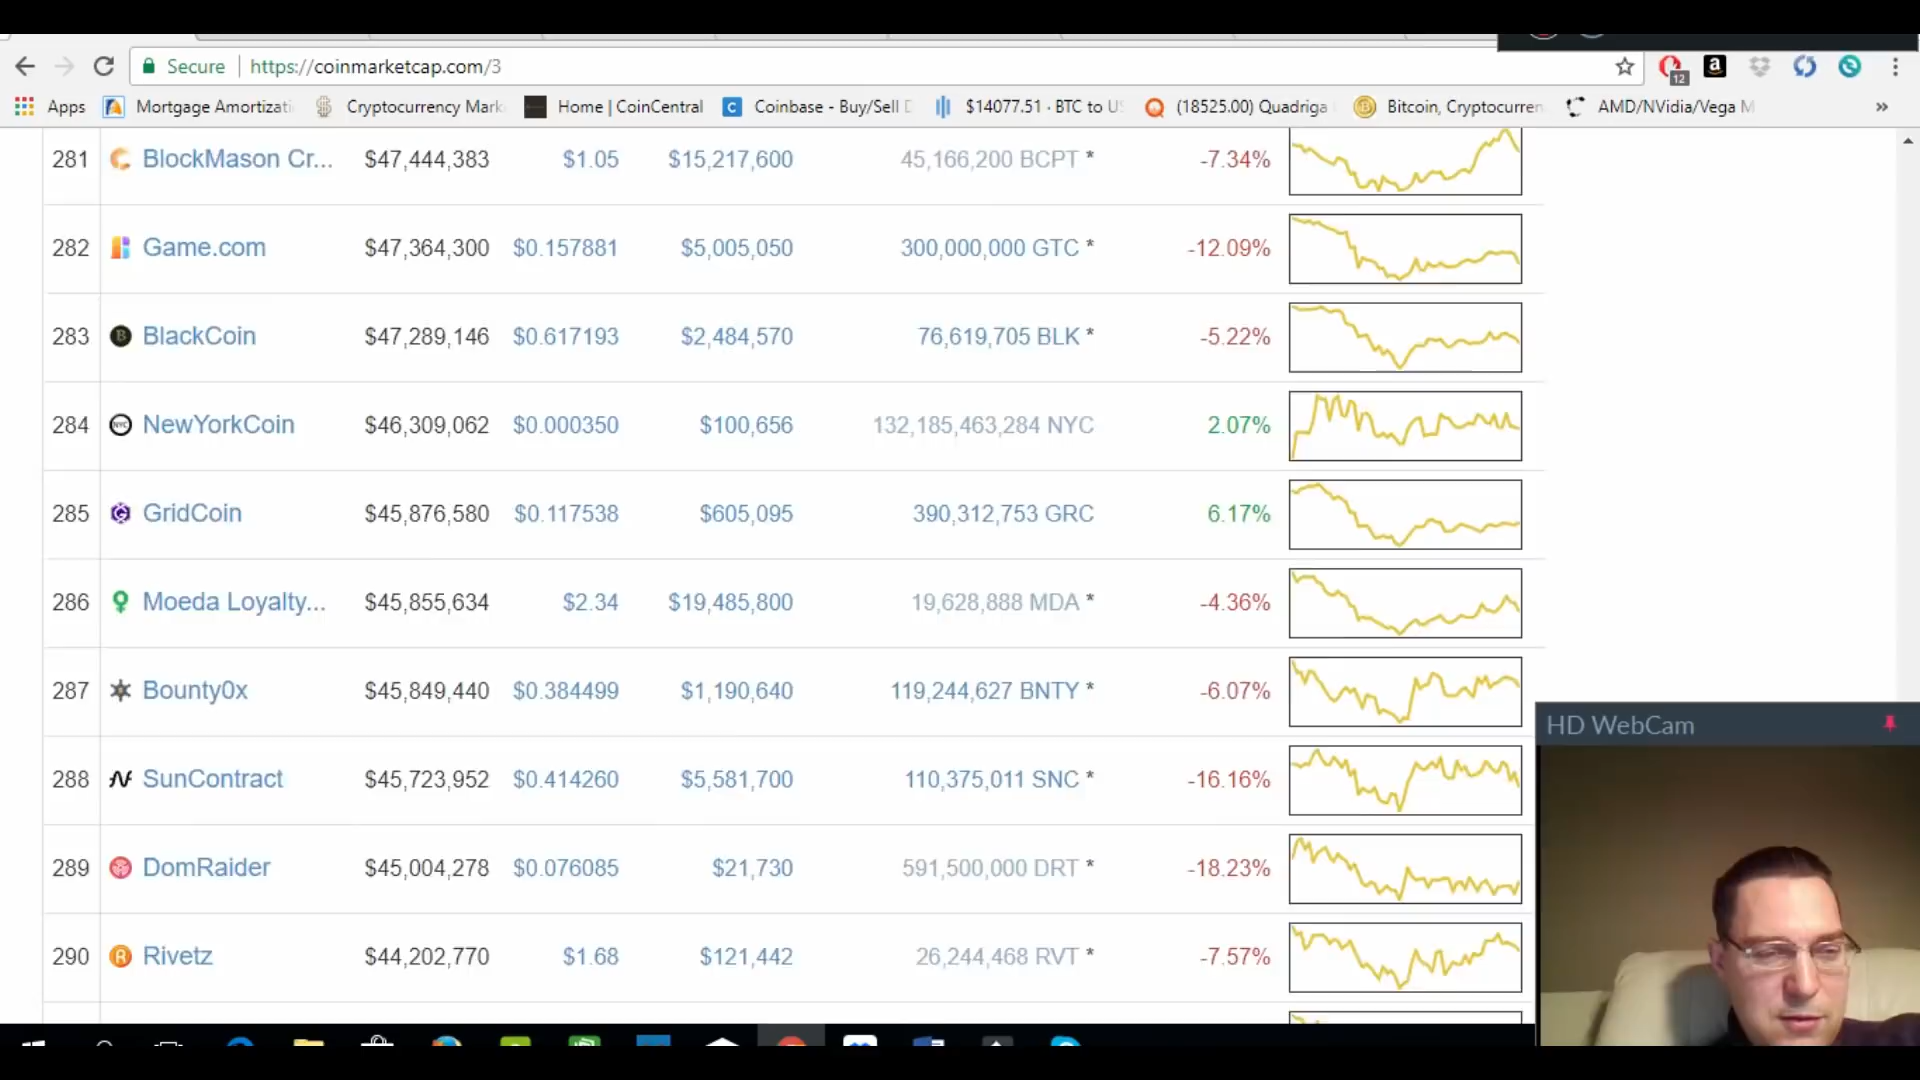 Secure https://coinmarketcap.com/3
12
Apps Mortgage Amortizati Cryptocurrency Mark Home | CoinCentral Coinbase - Buy/Sell D $14077.51 · BTC to U (18525.00) Quadriga Bitcoin, Cryptocurren AMD/NVidia/Vega M »
281 BlockMason Cr... $47,444,383 $1.05 $15,217,600 45,166,200 BCPT * -7.34%
282 Game.com $47,364,300 $0.157881 $5,005,050 300,000,000 GTC * -12.09%
283 BlackCoin $47,289,146 $0.617193 $2,484,570 76,619,705 BLK * -5.22%
284 NewYorkCoin $46,309,062 $0.000350 $100,656 132,185,463,284 NYC 2.07%
285 GridCoin $45,876,580 $0.117538 $605,095 390,312,753 GRC 6.17%
286 Moeda Loyalty... $45,855,634 $2.34 $19,485,800 19,628,888 MDA * -4.36%
287 Bounty0x $45,849,440 $0.384499 $1,190,640 119,244,627 BNTY * -6.07%
288 SunContract $45,723,952 $0.414260 $5,581,700 110,375,011 SNC * -16.16%
289 DomRaider $45,004,278 $0.076085 $21,730 591,500,000 DRT * -18.23%
290 Rivetz $44,202,770 $1.68 $121,442 26,244,468 RVT * -7.57%
HD WebCam